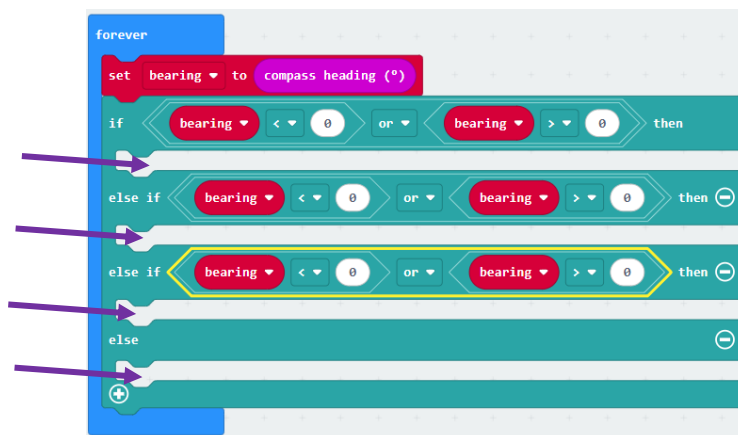 forever
set bearing to compass heading (º)
if bearing < 0 or bearing > 0 then
else if bearing < 0 or bearing > 0 then
else if bearing < 0 or bearing > 0 then
else